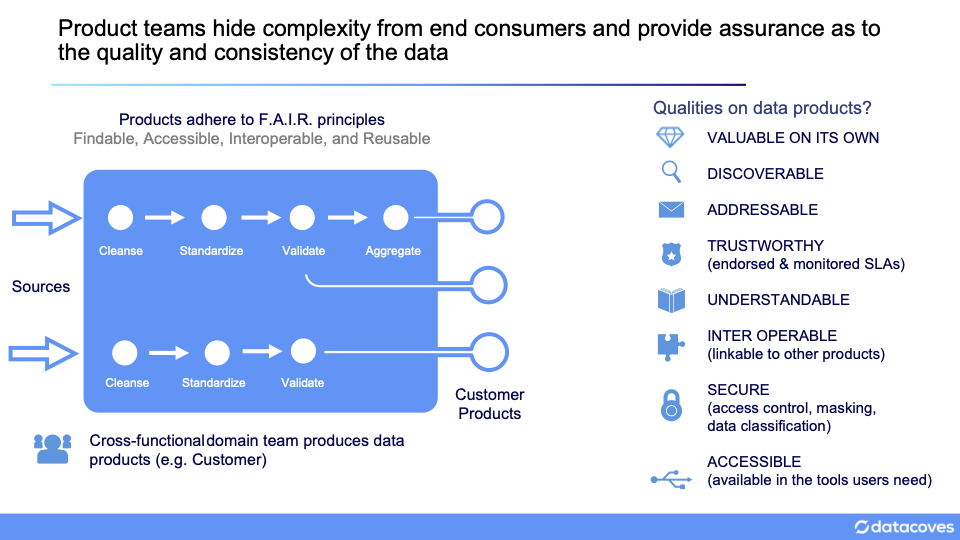 Product teams hide complexity from end consumers and provide assurance as to
the quality and consistency of the data
Products adhere to F.A.I.R. principles
Findable, Accessible, Interoperable, and Reusable
Sources
Cleanse
Standardize
Validate
Aggregate
Cleanse
Standardize
Validate
Customer
Products
Cross-functional domain team produces data
products (e.g. Customer)
Qualities on data products?
VALUABLE ON ITS OWN
DISCOVERABLE
ADDRESSABLE
TRUSTWORTHY
(endorsed & monitored SLAs)
UNDERSTANDABLE
INTER OPERABLE
(linkable to other products)
SECURE
(access control, masking,
data classification)
ACCESSIBLE
(available in the tools users need)
datacoves